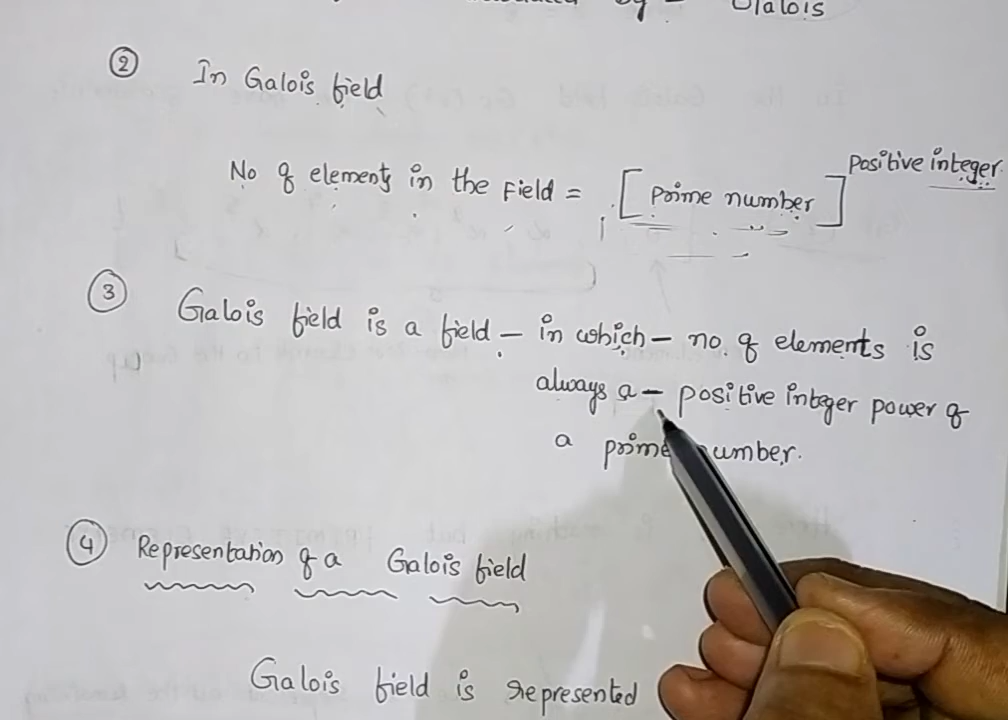 by - Galois
② In Galois field
No of elements in the Field = [Prime number] Positive integer
③ Galois field is a field – in which – no. of elements is
always a – positive integer power of
a prime number.
④ Representation of a Galois field
Galois field is represented